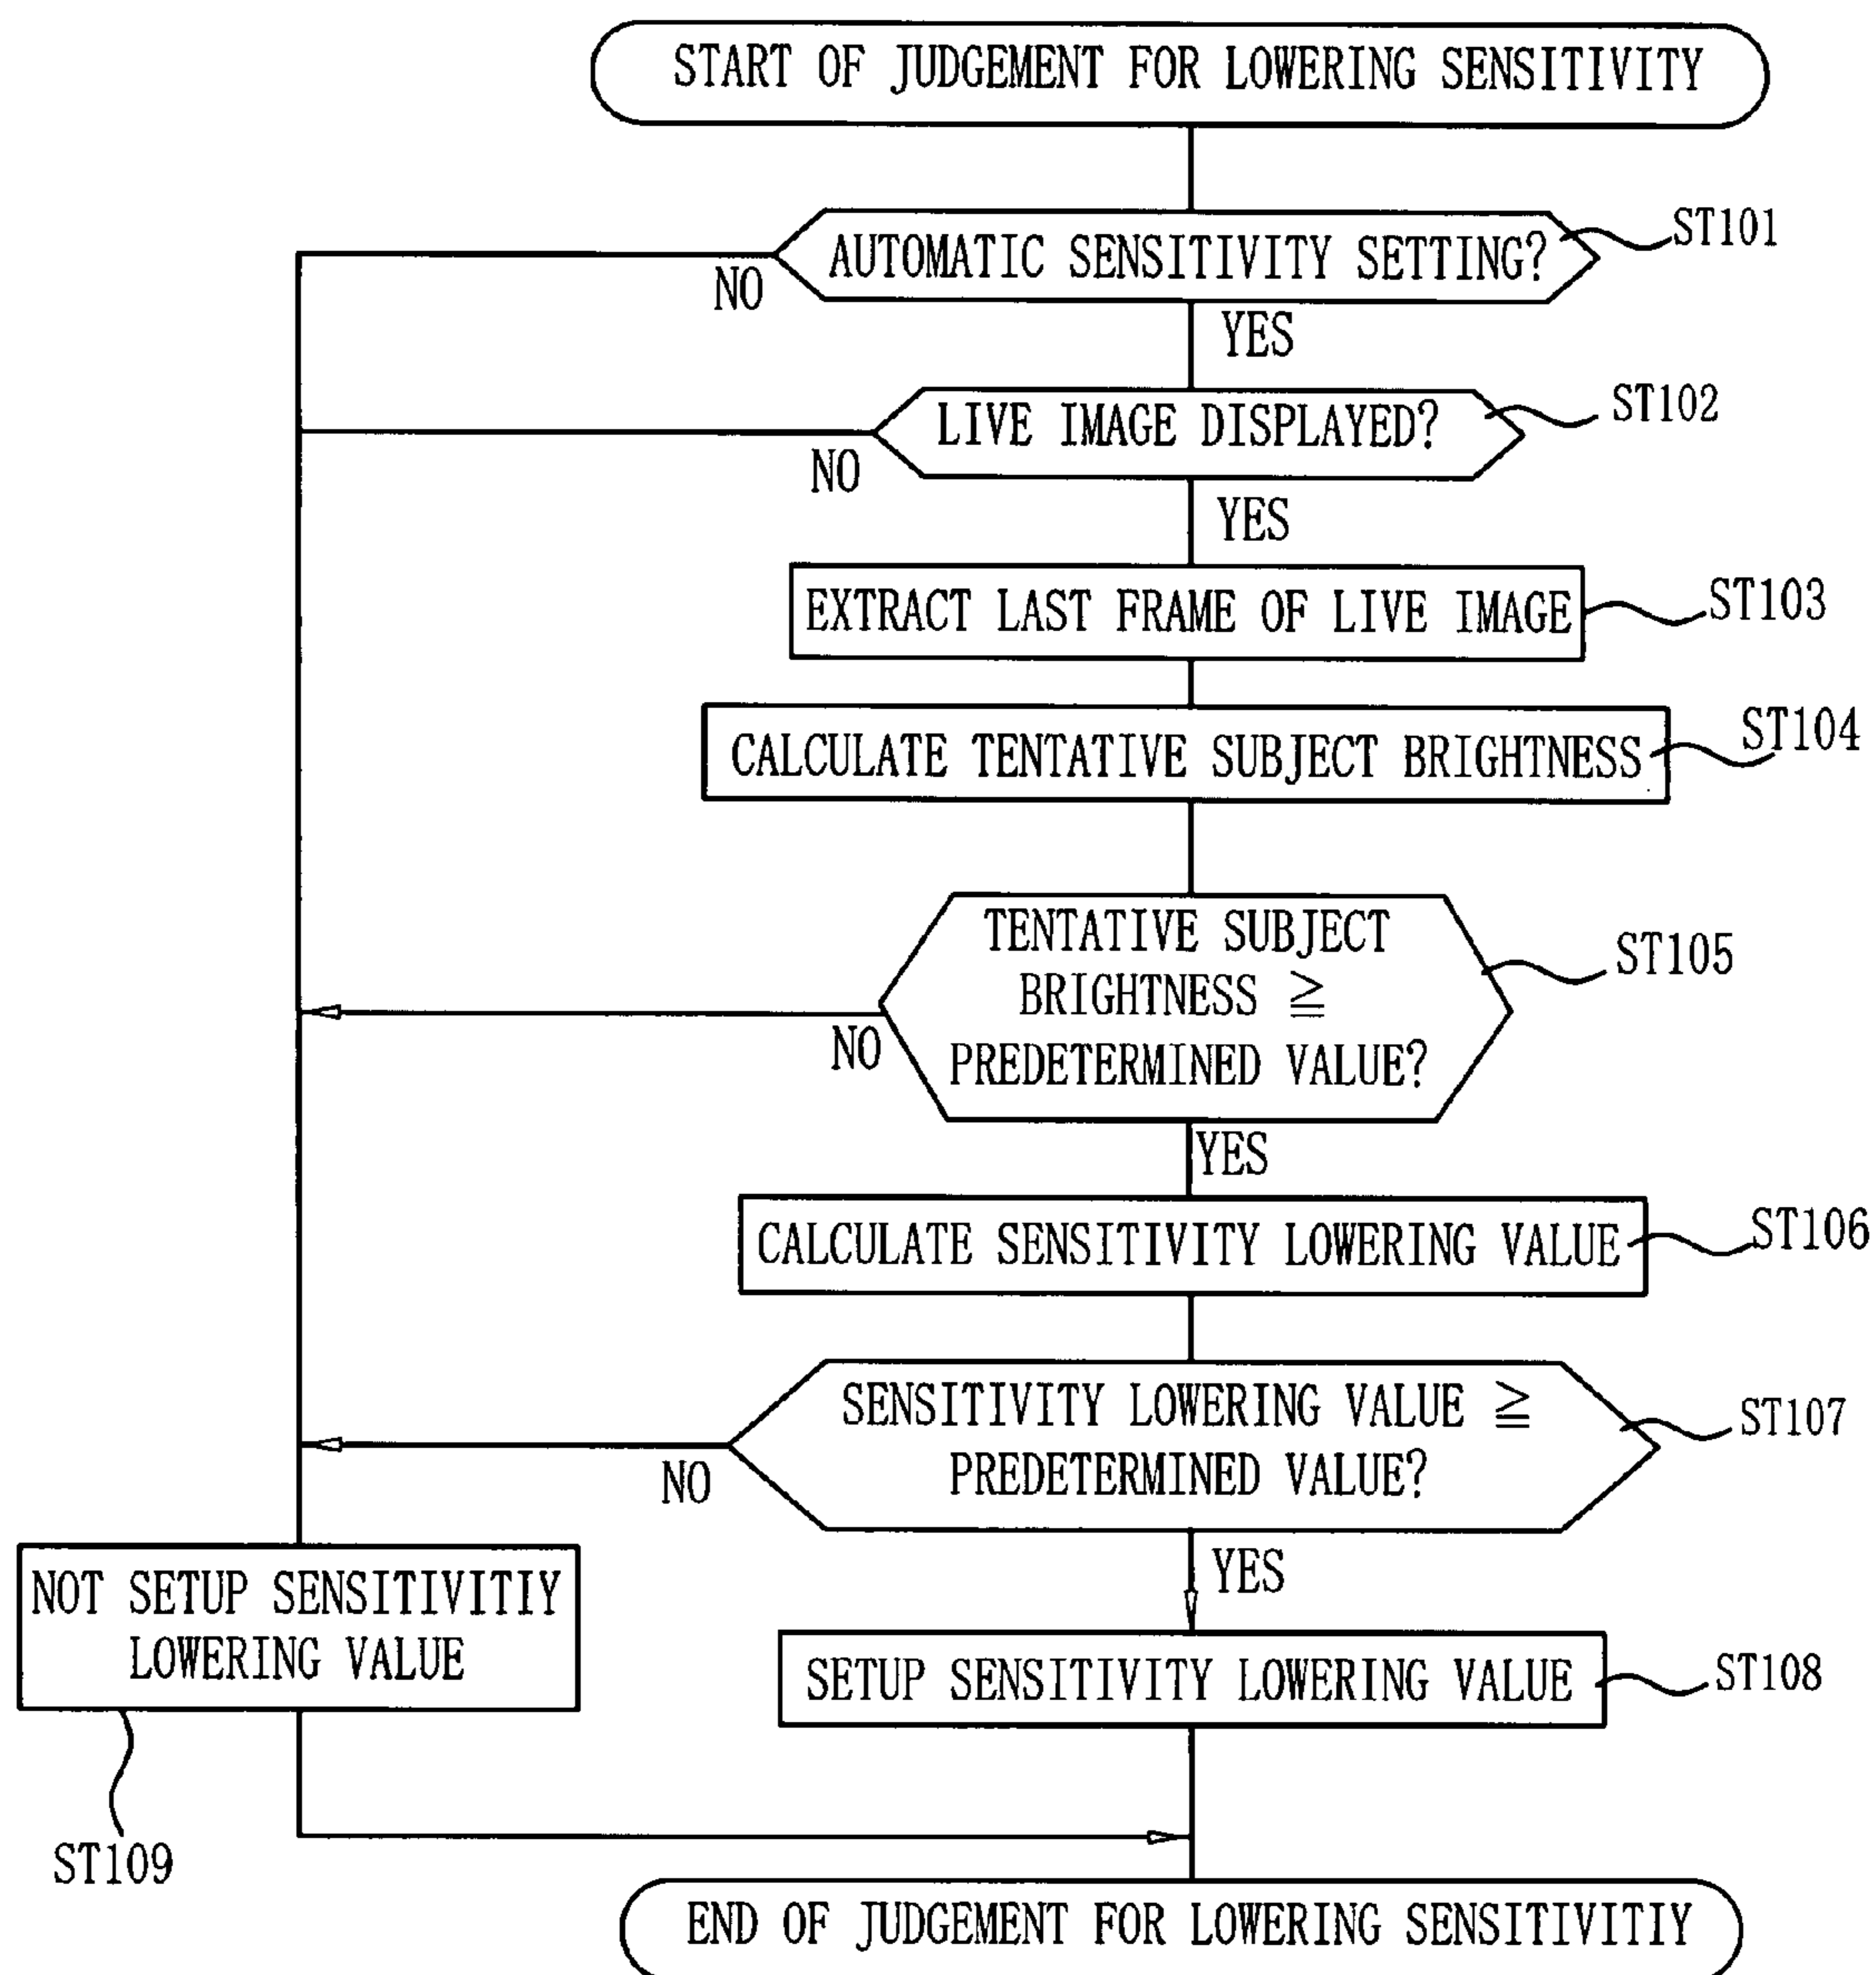 START OF JUDGEMENT FOR LOWERING SENSITIVITY
AUTOMATIC SENSITIVITY SETTING?
ST101
NO
YES
LIVE IMAGE DISPLAYED?
ST102
NO
YES
EXTRACT LAST FRAME OF LIVE IMAGE
ST103
CALCULATE TENTATIVE SUBJECT BRIGHTNESS
ST104
TENTATIVE SUBJECT
BRIGHTNESS ≧
PREDETERMINED VALUE?
ST105
NO
YES
CALCULATE SENSITIVITY LOWERING VALUE
ST106
SENSITIVITY LOWERING VALUE ≧
PREDETERMINED VALUE?
ST107
NO
YES
NOT SETUP SENSITIVITIY
LOWERING VALUE
ST109
SETUP SENSITIVITY LOWERING VALUE
ST108
END OF JUDGEMENT FOR LOWERING SENSITIVITIY